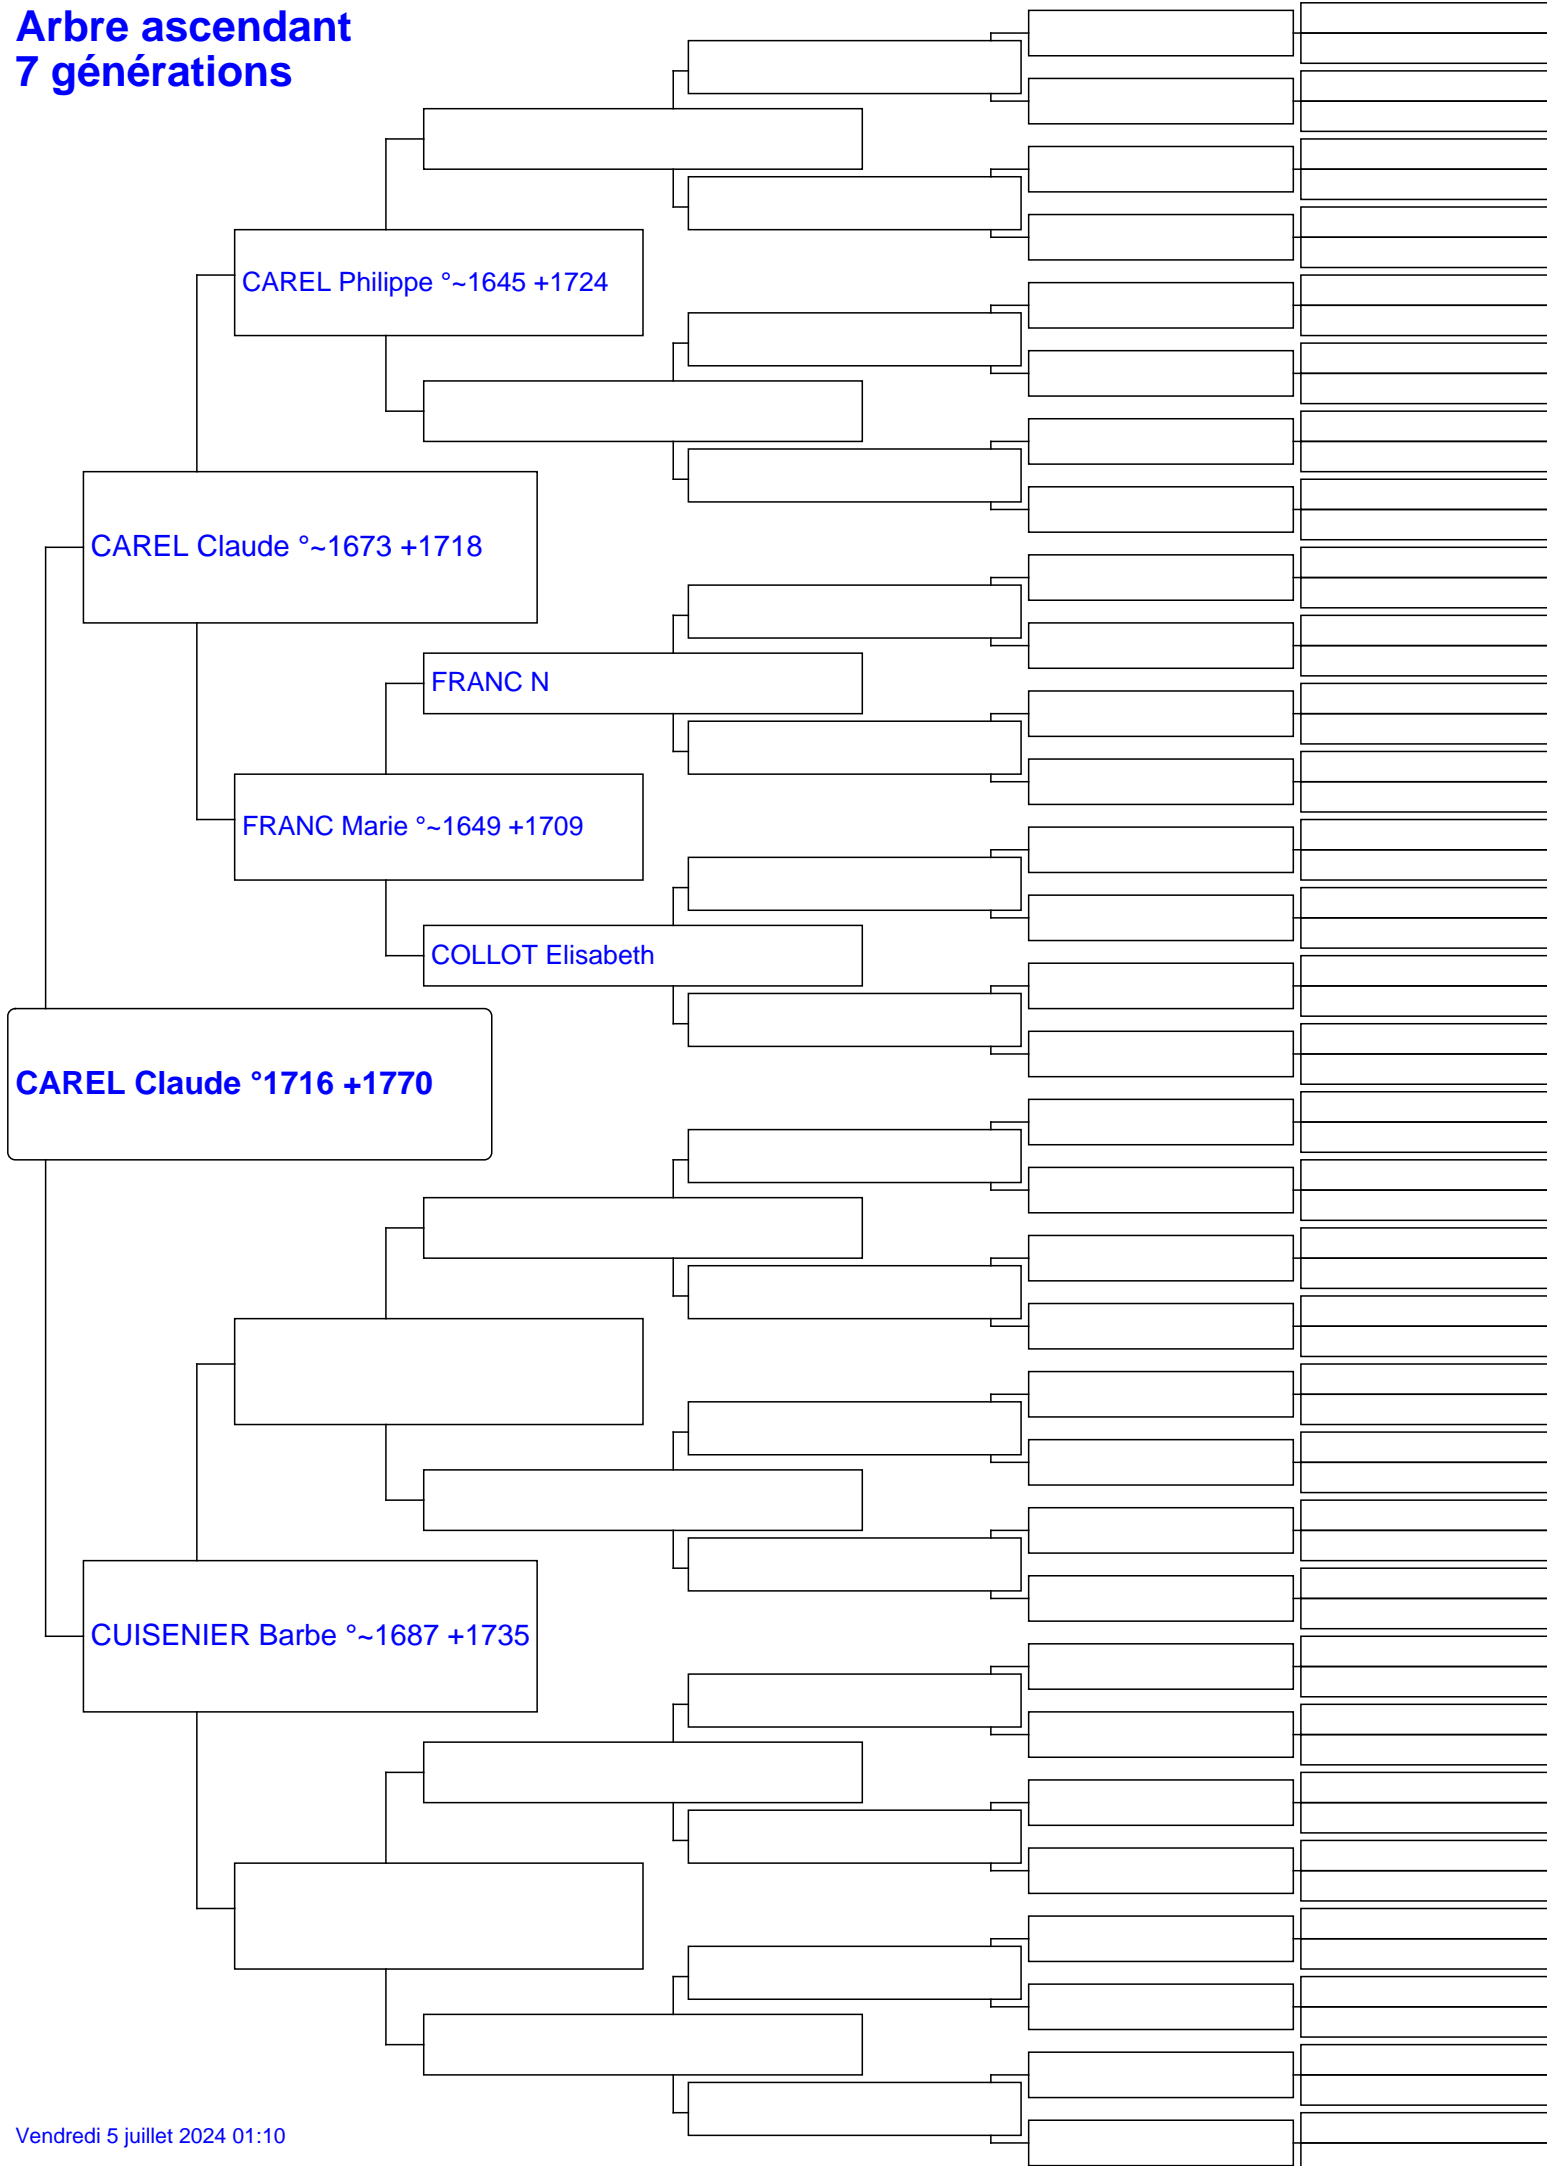 Arbre ascendant
7 générations
CAREL Philippe °~1645 +1724
CAREL Claude °~1673 +1718
FRANC N
FRANC Marie °~1649 +1709
COLLOT Elisabeth
CAREL Claude °1716 +1770
CUISENIER Barbe °~1687 +1735
Vendredi 5 juillet 2024 01:10